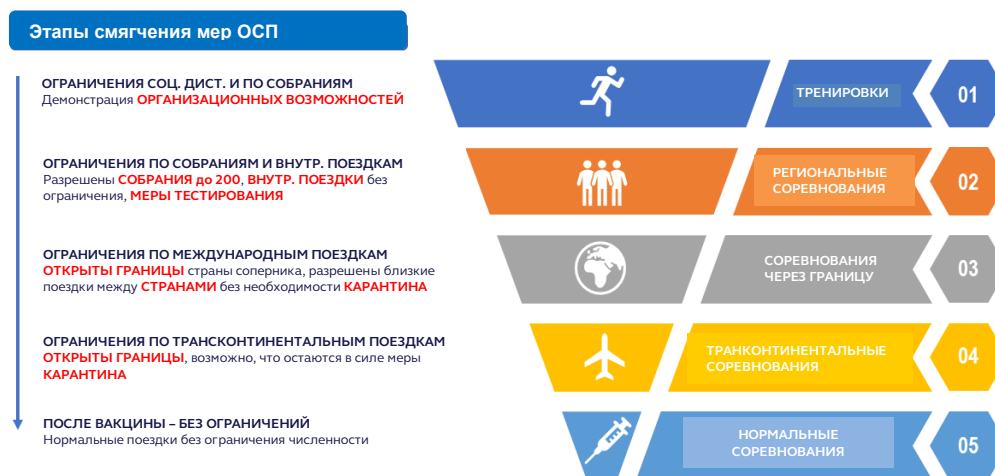 Этапы смягчения мер ОСП
ОГРАНИЧЕНИЯ СОЦ. ДИСТ. И ПО СОБРАНИЯМ
Демонстрация ОРГАНИЗАЦИОННЫХ ВОЗМОЖНОСТЕЙ
ТРЕНИРОВКИ
01
ОГРАНИЧЕНИЯ ПО СОБРАНИЯМ И ВНУТР. ПОЕЗДКАМ
Разрешены СОБРАНИЯ до 200, ВНУТР. ПОЕЗДКИ без
ограничения, МЕРЫ ТЕСТИРОВАНИЯ
РЕГИОНАЛЬНЫЕ
СОРЕВНОВАНИЯ
02
ОГРАНИЧЕНИЯ ПО МЕЖДУНАРОДНЫМ ПОЕЗДКАМ
ОТКРЫТЫ ГРАНИЦЫ страны соперника, разрешены близкие
поездки между СТРАНАМИ без необходимости КАРАНТИНА
СОРЕВНОВАНИЯ
ЧЕРЕЗ ГРАНИЦУ
03
ОГРАНИЧЕНИЯ ПО ТРАНСКОНТИНЕНТАЛЬНЫМ ПОЕЗДКАМ
ОТКРЫТЫ ГРАНИЦЫ, возможно, что остаются в силе меры
КАРАНТИНА
ТРАНКОНТИНЕНТАЛЬНЫЕ
СОРЕВНОВАНИЯ
04
ПОСЛЕ ВАКЦИНЫ – БЕЗ ОГРАНИЧЕНИЙ
Нормальные поездки без ограничения численности
НОРМАЛЬНЫЕ
СОРЕВНОВАНИЯ
05